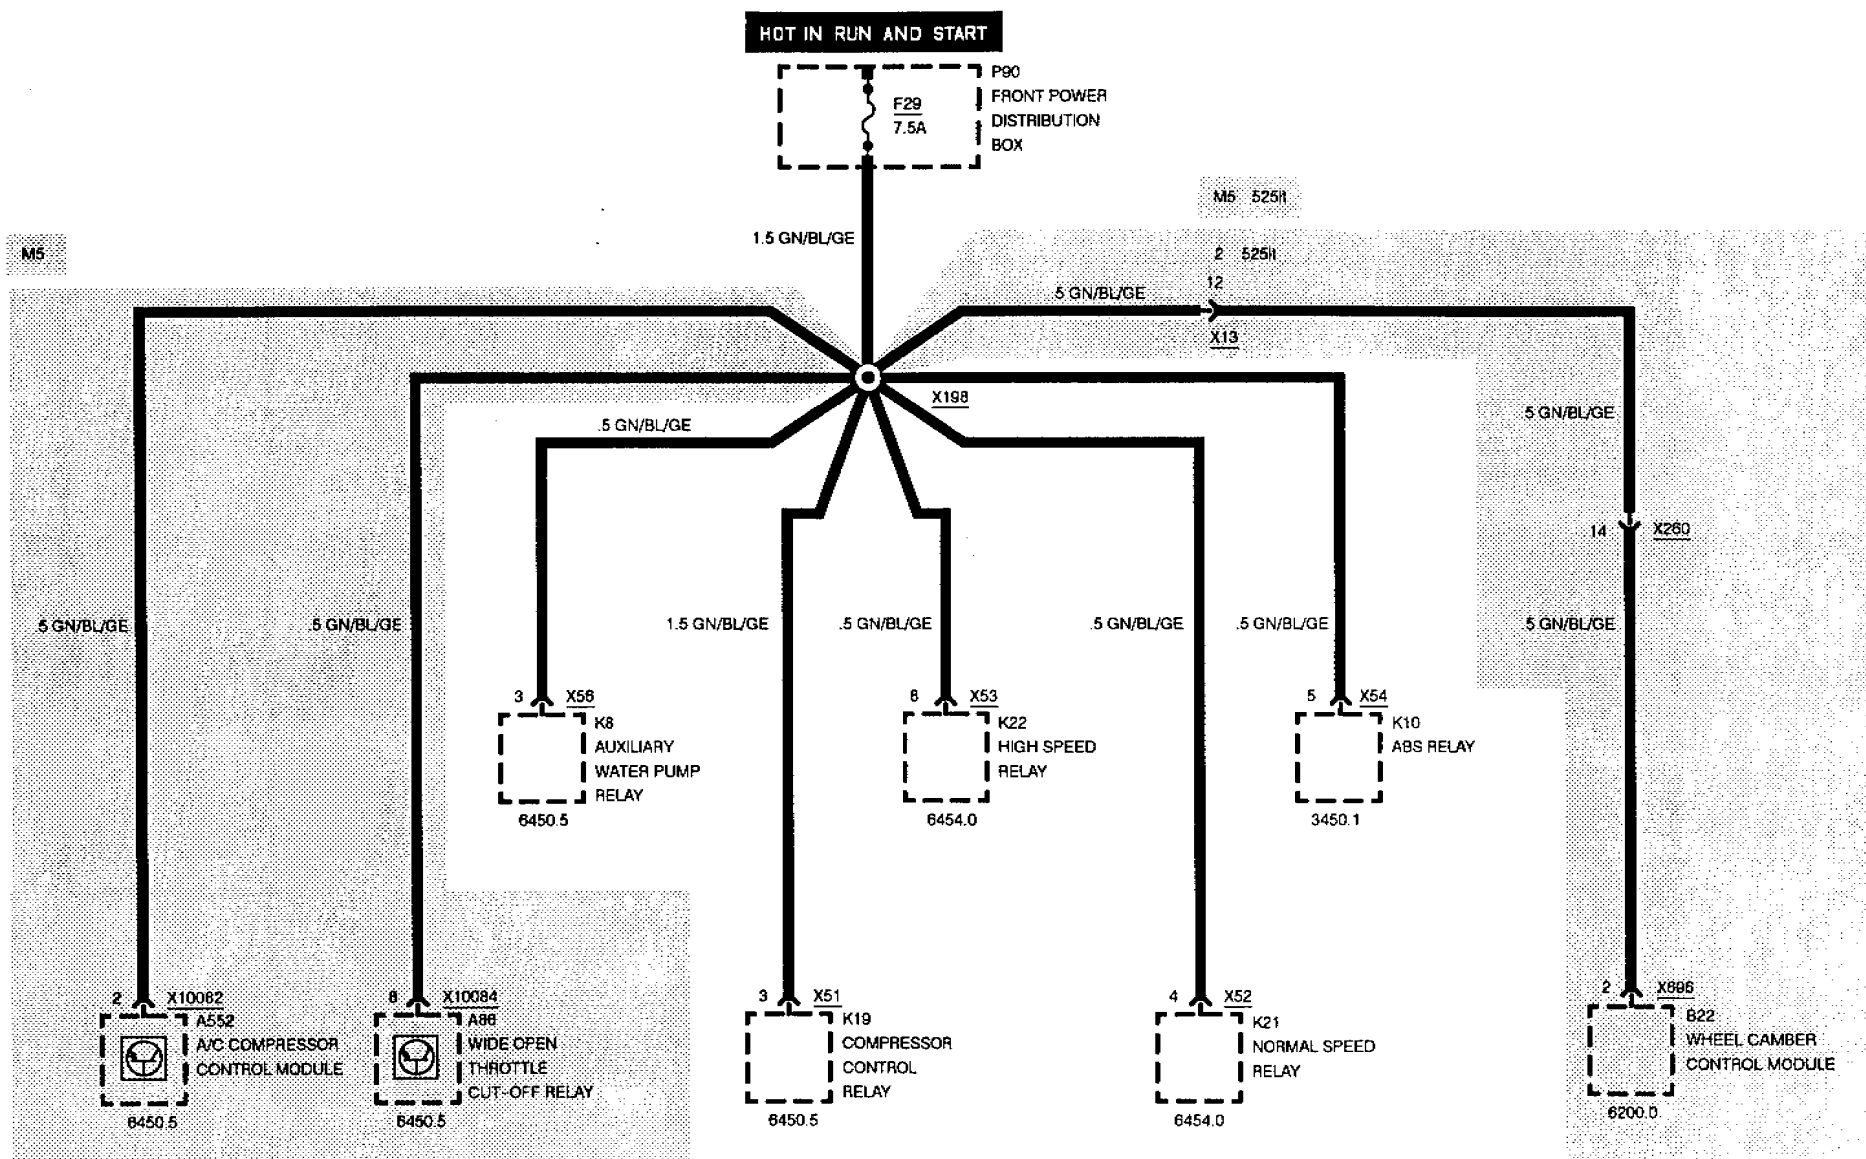 HOT IN RUN AND START
P90
FRONT POWER
DISTRIBUTION
BOX
F29
7.5A
M5 525it
1.5 GN/BL/GE
M5
2 525it
12
.5 GN/BL/GE
X13
X198
.5 GN/BL/GE
.5 GN/BL/GE
14 X260
.5 GN/BL/GE
.5 GN/BL/GE
1.5 GN/BL/GE
.5 GN/BL/GE
.5 GN/BL/GE
.5 GN/BL/GE
.5 GN/BL/GE
3 X56
K8
AUXILIARY
WATER PUMP
RELAY
6450.5
6 X53
K22
HIGH SPEED
RELAY
6454.0
5 X54
K10
ABS RELAY
3450.1
2 X10062
A552
A/C COMPRESSOR
CONTROL MODULE
6450.5
8 X10084
A86
WIDE OPEN
THROTTLE
CUT-OFF RELAY
6450.5
3 X51
K19
COMPRESSOR
CONTROL
RELAY
6450.5
4 X52
K21
NORMAL SPEED
RELAY
6454.0
2 X696
B22
WHEEL CAMBER
CONTROL MODULE
6200.0